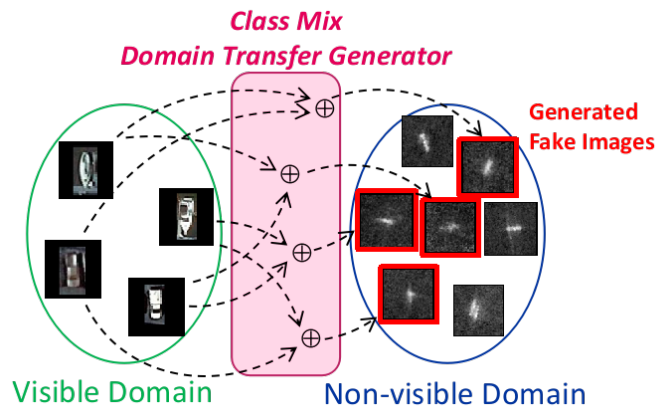 Class Mix
Domain Transfer Generator
Generated
Fake Images
Visible Domain
Non-visible Domain